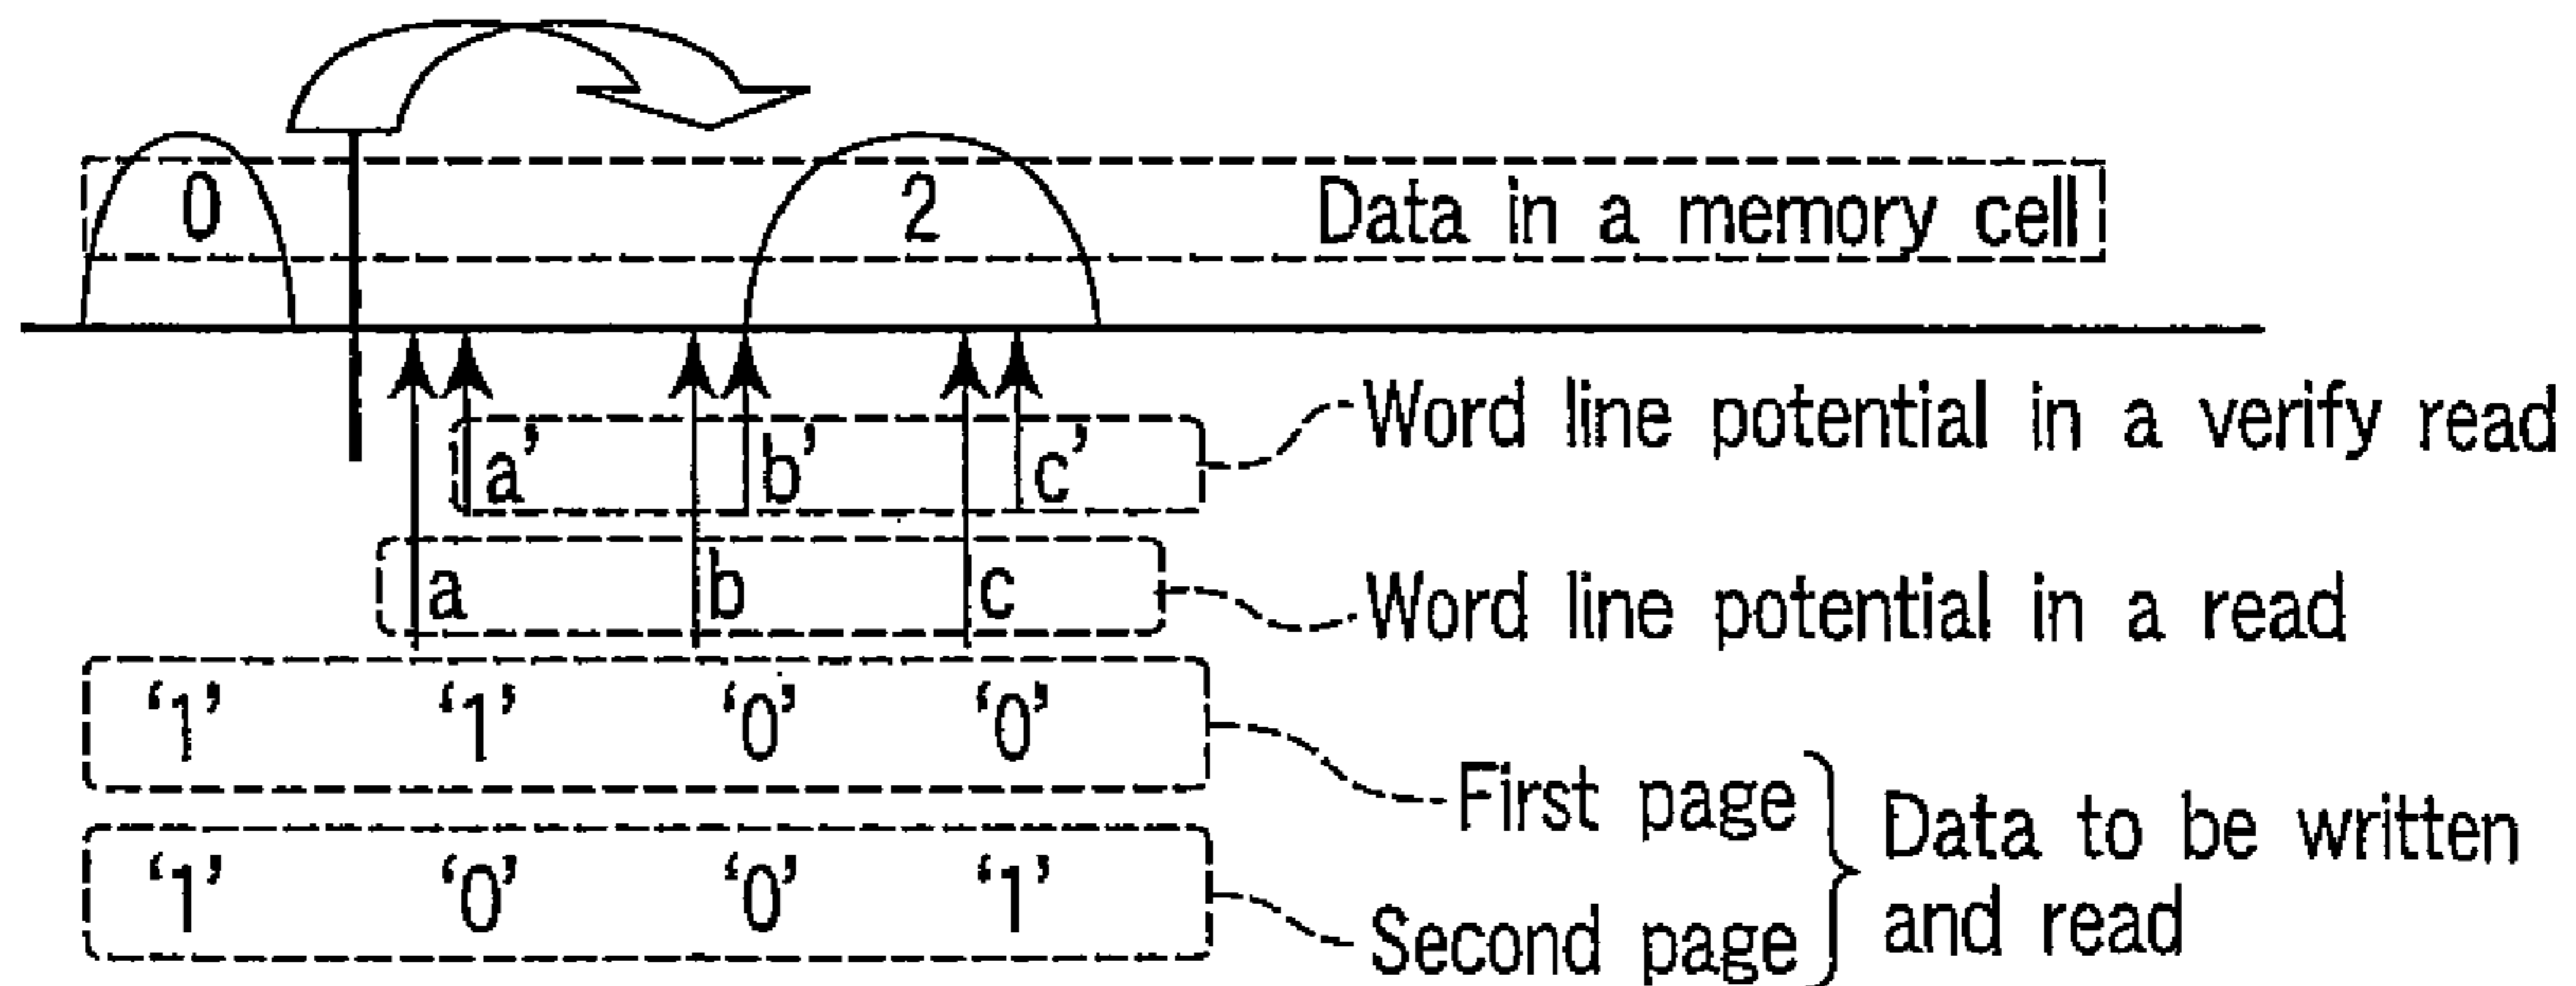 0 2 Data in a memory cell
a’ b’ c’ Word line potential in a verify read
a b c Word line potential in a read
‘1’ ‘1’ ‘0’ ‘0’ First page
‘1’ ‘0’ ‘0’ ‘1’ Second page
Data to be written
and read